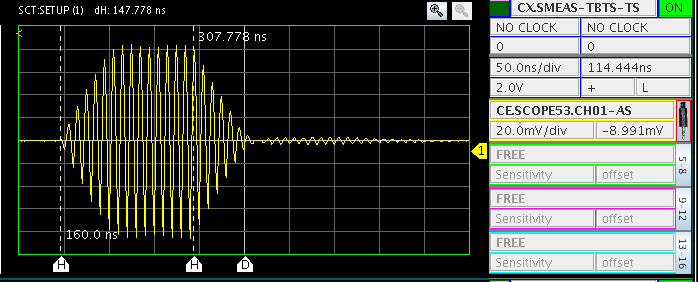 SCT:SETUP (1) dH: 147.778 ns
<
307.778 ns
160.0 ns
H H D
1
CX.SMEAS-TBTS-TS ON
NO CLOCK NO CLOCK
0 0
50.0ns/div 114.444ns
2.0V + L
CE.SCOPE53.CH01-AS
20.0mV/div -8.991mV
FREE
Sensitivity offset
5-8
FREE
Sensitivity offset
9-12
FREE
Sensitivity offset
13-16